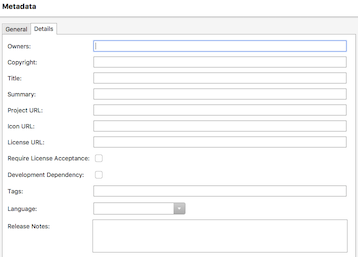 Metadata
General
Details
Owners:
Copyright:
Title:
Summary:
Project URL:
Icon URL:
License URL:
Require License Acceptance:
Development Dependency:
Tags:
Language:
Release Notes: